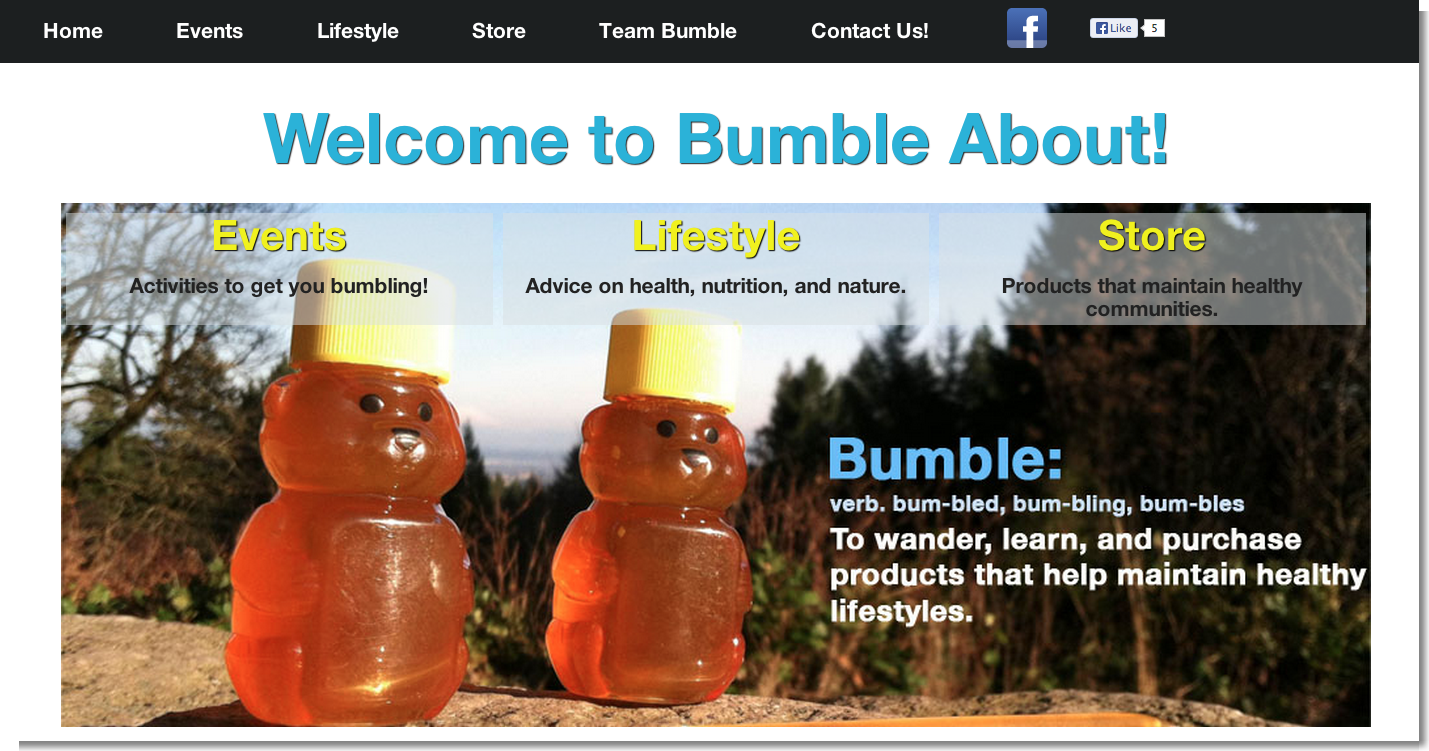 Home Events Lifestyle Store Team Bumble Contact Us! f f Like 5
Welcome to Bumble About!
Events
Activities to get you bumbling!
Lifestyle
Advice on health, nutrition, and nature.
Store
Products that maintain healthy
communities.
Bumble:
verb. bum-bled, bum-bling, bum-bles
To wander, learn, and purchase
products that help maintain healthy
lifestyles.